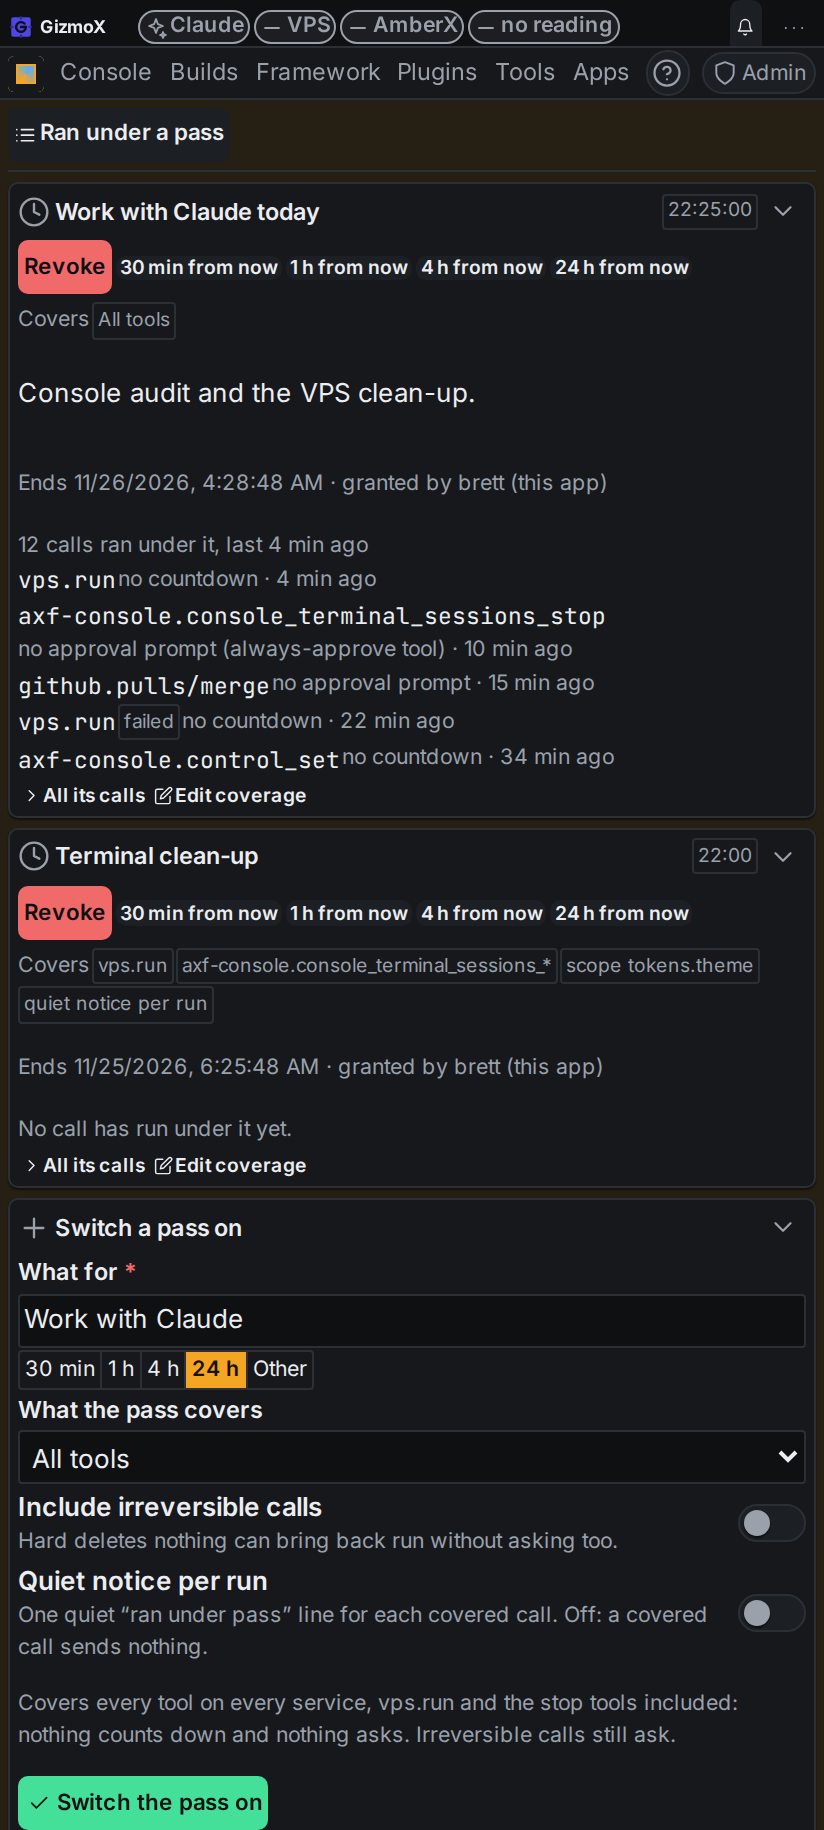 GizmoX Claude VPS AmberX no reading ...
Console Builds Framework Plugins Tools Apps Admin
Ran under a pass
Work with Claude today 22:25:00
Revoke 30 min from now 1 h from now 4 h from now 24 h from now
Covers All tools
Console audit and the VPS clean-up.
Ends 11/26/2026, 4:28:48 AM · granted by brett (this app)
12 calls ran under it, last 4 min ago
vps.run no countdown · 4 min ago
axf-console.console_terminal_sessions_stop
no approval prompt (always-approve tool) · 10 min ago
github.pulls/merge no approval prompt · 15 min ago
vps.run failed no countdown · 22 min ago
axf-console.control_set no countdown · 34 min ago
All its calls Edit coverage
Terminal clean-up 22:00
Revoke 30 min from now 1 h from now 4 h from now 24 h from now
Covers vps.run axf-console.console_terminal_sessions_* scope tokens.theme
quiet notice per run
Ends 11/25/2026, 6:25:48 AM · granted by brett (this app)
No call has run under it yet.
All its calls Edit coverage
Switch a pass on
What for *
Work with Claude
30 min 1 h 4 h 24 h Other
What the pass covers
All tools
Include irreversible calls
Hard deletes nothing can bring back run without asking too.
Quiet notice per run
One quiet “ran under pass” line for each covered call. Off: a covered
call sends nothing.
Covers every tool on every service, vps.run and the stop tools included:
nothing counts down and nothing asks. Irreversible calls still ask.
Switch the pass on